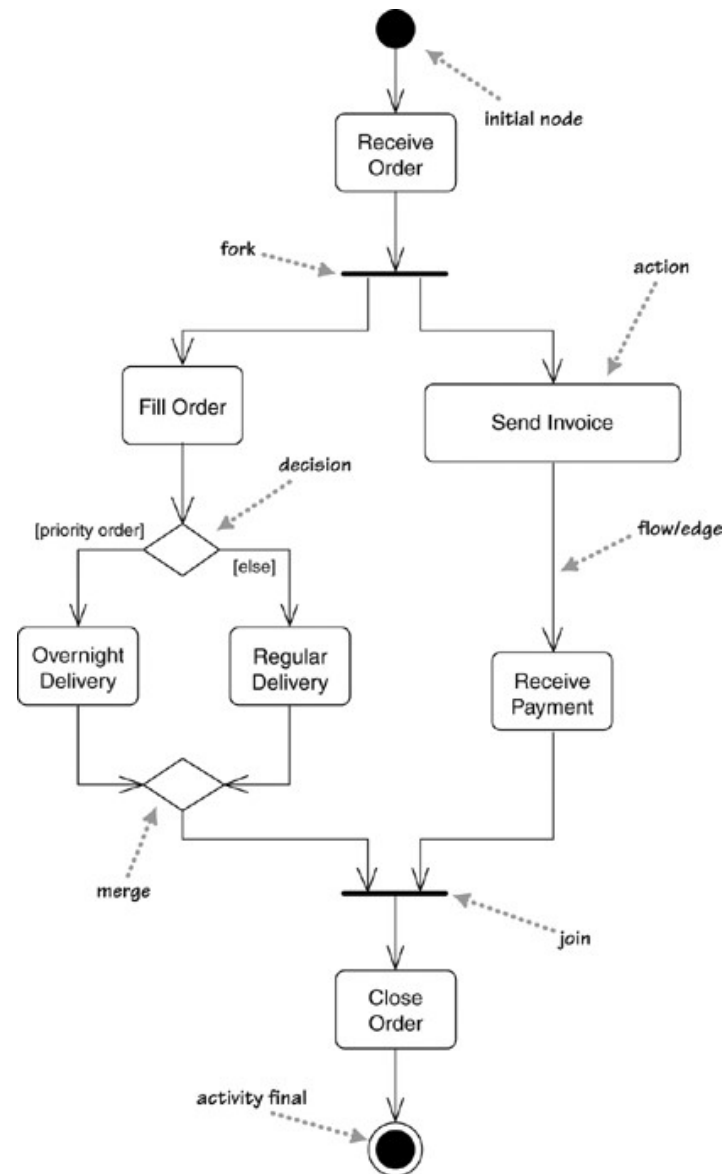 initial node
Receive
Order
fork
action
Fill Order
Send Invoice
decision
[priority order]
[else]
flow/edge
Overnight
Delivery
Regular
Delivery
Receive
Payment
merge
join
Close
Order
activity final